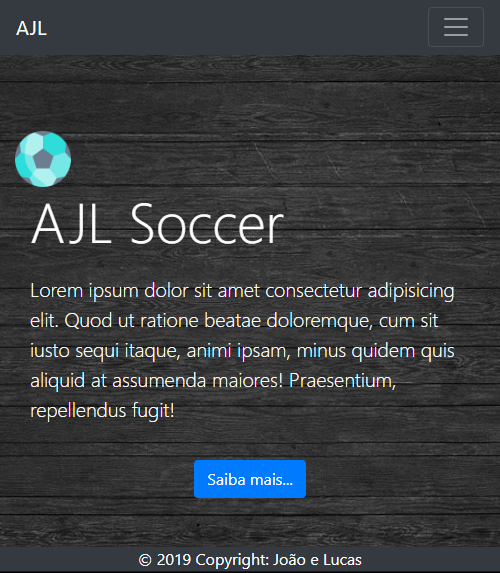 AJL
AJL Soccer
Lorem ipsum dolor sit amet consectetur adipisicing
elit. Quod ut ratione beatae doloremque, cum sit
iusto sequi itaque, animi ipsam, minus quidem quis
aliquid at assumenda maiores! Praesentium,
repellendus fugit!
Saiba mais...
© 2019 Copyright: João e Lucas